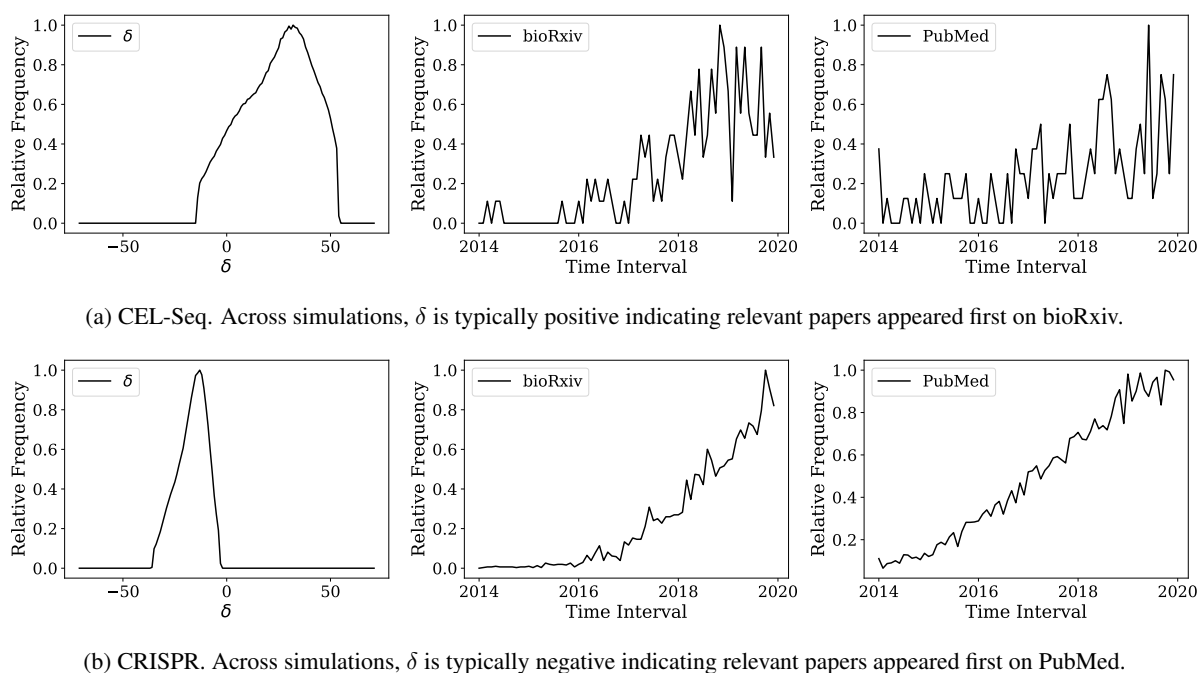 Relative Frequency
1.0
0.8
0.6
0.4
0.2
0.0
δ
−50
0
50
δ
Relative Frequency
1.0
0.8
0.6
0.4
0.2
0.0
bioRxiv
2014
2016
2018
2020
Time Interval
Relative Frequency
1.0
0.8
0.6
0.4
0.2
0.0
PubMed
2014
2016
2018
2020
Time Interval
(a) CEL-Seq. Across simulations, δ is typically positive indicating relevant papers appeared first on bioRxiv.
Relative Frequency
1.0
0.8
0.6
0.4
0.2
0.0
δ
−50
0
50
δ
Relative Frequency
1.0
0.8
0.6
0.4
0.2
0.0
bioRxiv
2014
2016
2018
2020
Time Interval
Relative Frequency
1.0
0.8
0.6
0.4
0.2
PubMed
2014
2016
2018
2020
Time Interval
(b) CRISPR. Across simulations, δ is typically negative indicating relevant papers appeared first on PubMed.